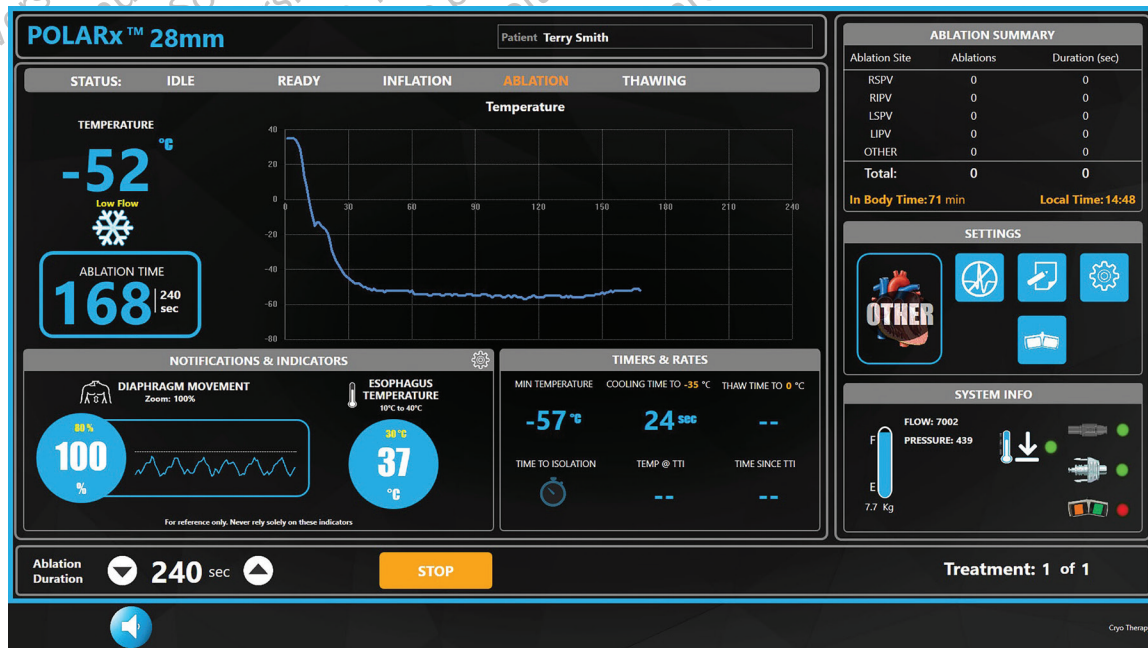 POLARx™ 28mm
Patient Terry Smith
STATUS: IDLE READY INFLATION ABLATION THAWING
TEMPERATURE
-52 °C
Low Flow
ABLATION TIME
168 240 sec
Temperature
40
20
0
0 30 60 90 120 150 180 210 240
-20
-40
-60
-80
NOTIFICATIONS & INDICATORS
DIAPHRAGM MOVEMENT
Zoom: 100%
80 %
100
%
ESOPHAGUS
TEMPERATURE
10°C to 40°C
30 °C
37
°C
For reference only. Never rely solely on these indicators
TIMERS & RATES
MIN TEMPERATURE COOLING TIME TO -35 °C THAW TIME TO 0 °C
-57 °C 24 sec --
TIME TO ISOLATION TEMP @ TTI TIME SINCE TTI
-- --
ABLATION SUMMARY
Ablation Site Ablations Duration (sec)
RSPV 0 0
RIPV 0 0
LSPV 0 0
LIPV 0 0
OTHER 0 0
Total: 0 0
In Body Time: 71 min Local Time: 14:48
SETTINGS
OTHER
SYSTEM INFO
FLOW: 7002
PRESSURE: 439
F
E
7.7 Kg
Ablation
Duration
240 sec
STOP
Treatment: 1 of 1
Cryo Therap